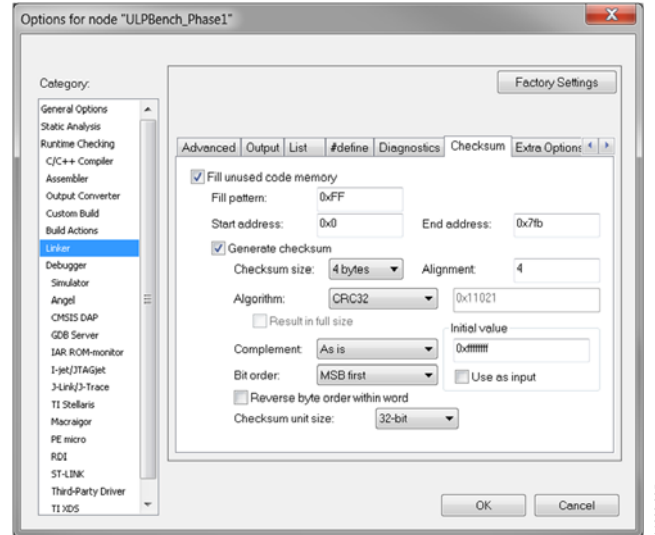 Options for node "ULPBench_Phase1"
Category:
Factory Settings
General Options
Static Analysis
Runtime Checking
C/C++ Compiler
Assembler
Output Converter
Custom Build
Build Actions
Linker
Debugger
Simulator
Angel
CMSIS DAP
GDB Server
IAR ROM-monitor
I-jet/JTAGjet
J-Link/J-Trace
TI Stellaris
Macraigor
PE micro
RDI
ST-LINK
Third-Party Driver
TI XDS
Advanced Output List #define Diagnostics Checksum Extra Options
Fill unused code memory
Fill pattern: 0xFF
Start address: 0x0 End address: 0x7fb
Generate checksum
Checksum size: 4 bytes Alignment: 4
Algorithm: CRC32 0x11021
Result in full size
Initial value
Complement: As is 0xffffffff
Bit order: MSB first Use as input
Reverse byte order within word
Checksum unit size: 32-bit
OK Cancel